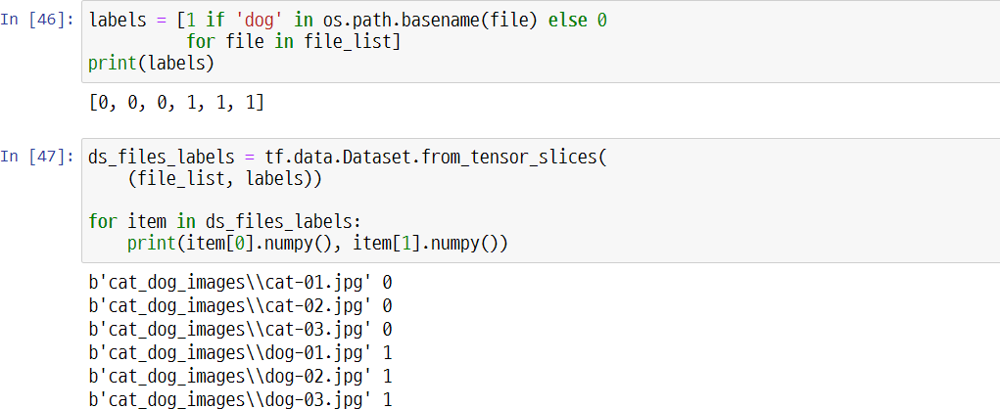 In [46]: labels = [1 if 'dog' in os.path.basename(file) else 0
for file in file_list]
print(labels)
[0, 0, 0, 1, 1, 1]
In [47]: ds_files_labels = tf.data.Dataset.from_tensor_slices(
(file_list, labels))
for item in ds_files_labels:
print(item[0].numpy(), item[1].numpy())
b'cat_dog_images\\cat-01.jpg' 0
b'cat_dog_images\\cat-02.jpg' 0
b'cat_dog_images\\cat-03.jpg' 0
b'cat_dog_images\\dog-01.jpg' 1
b'cat_dog_images\\dog-02.jpg' 1
b'cat_dog_images\\dog-03.jpg' 1